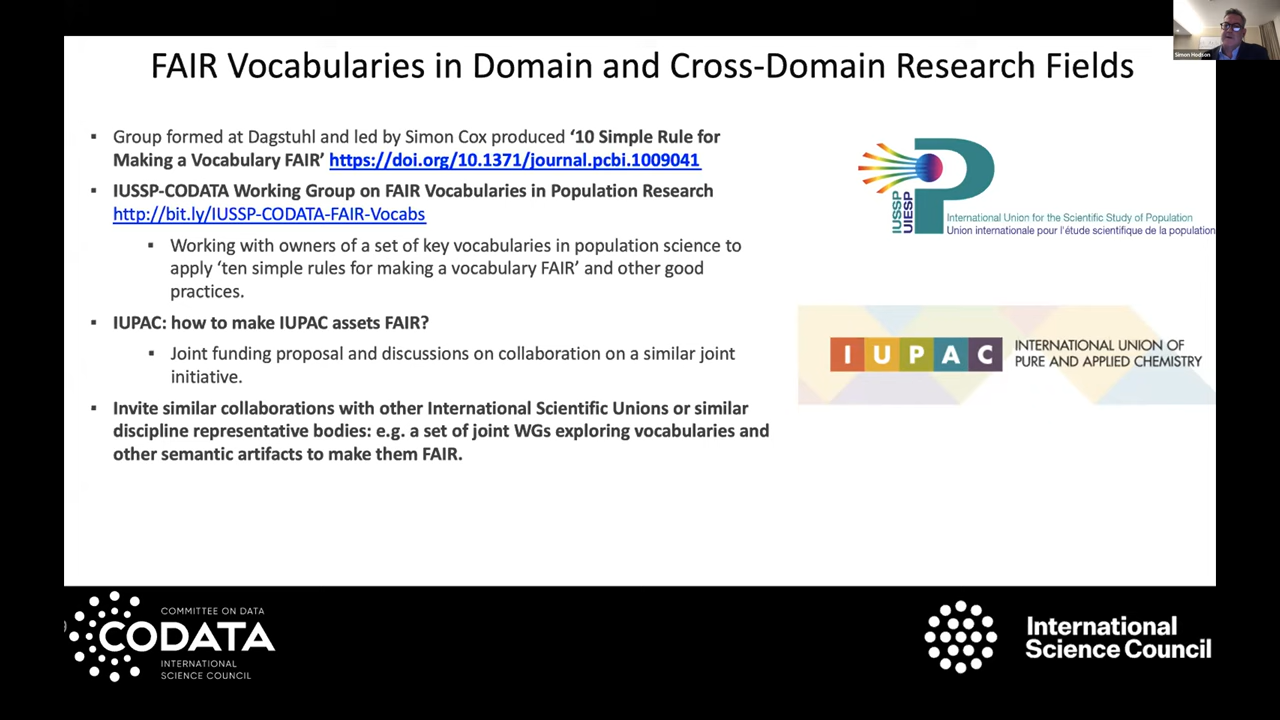 FAIR Vocabularies in Domain and Cross-Domain Research Fields
Simon Hodson
Group formed at Dagstuhl and led by Simon Cox produced ‘10 Simple Rule for
Making a Vocabulary FAIR’ https://doi.org/10.1371/journal.pcbi.1009041
IUSSP-CODATA Working Group on FAIR Vocabularies in Population Research
http://bit.ly/IUSSP-CODATA-FAIR-Vocabs
Working with owners of a set of key vocabularies in population science to
apply ‘ten simple rules for making a vocabulary FAIR’ and other good
practices.
IUPAC: how to make IUPAC assets FAIR?
Joint funding proposal and discussions on collaboration on a similar joint
initiative.
Invite similar collaborations with other International Scientific Unions or similar
discipline representative bodies: e.g. a set of joint WGs exploring vocabularies and
other semantic artifacts to make them FAIR.
IUSSP
UIESP
P
International Union for the Scientific Study of Population
Union internationale pour l'étude scientifique de la population
IUPAC
INTERNATIONAL UNION OF
PURE AND APPLIED CHEMISTRY
COMMITTEE ON DATA
CODATA
INTERNATIONAL
SCIENCE COUNCIL
International
Science Council